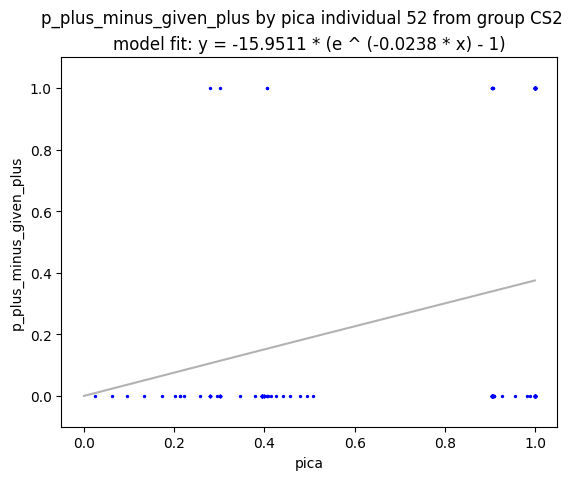 p_plus_minus_given_plus by pica individual 52 from group CS2
model fit: y = -15.9511 * (e ^ (-0.0238 * x) - 1)
1.0
0.8
0.6
0.4
0.2
0.0
p_plus_minus_given_plus
0.0 0.2 0.4 0.6 0.8 1.0
pica